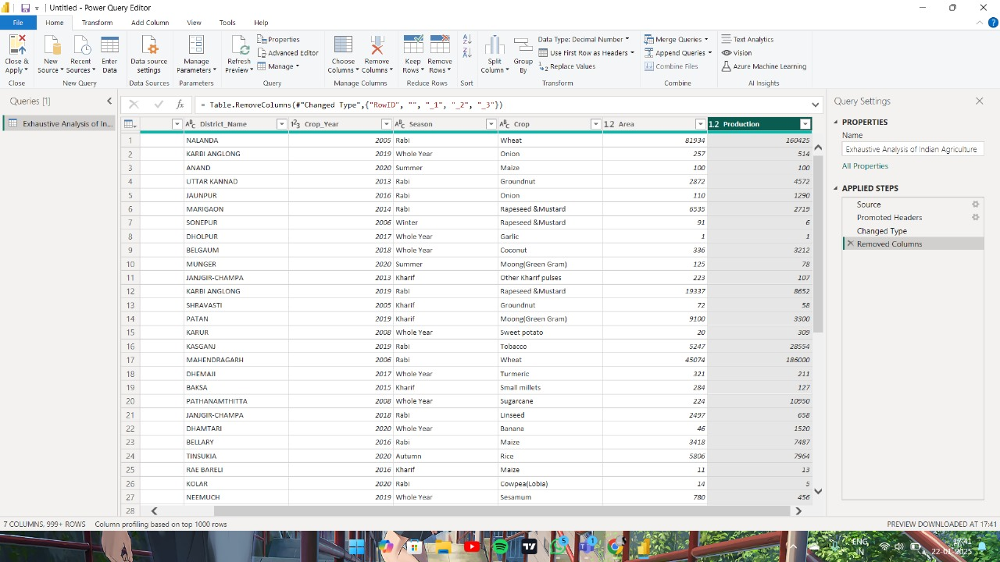 Untitled - Power Query Editor
File Home Transform Add Column View Tools Help
Close & Apply
New Source
Recent Sources
Enter Data
Data source settings
Manage Parameters
Refresh Preview
Properties
Advanced Editor
Manage
Choose Columns
Remove Columns
Keep Rows
Remove Rows
Split Column
Group By
Data Type: Decimal Number
Use First Row as Headers
Replace Values
Merge Queries
Append Queries
Combine Files
Text Analytics
Vision
Azure Machine Learning
Close New Query Data Sources Parameters Query Manage Columns Reduce Rows Sort Transform Combine AI Insights
Queries [1]
Exhaustive Analysis of In...
= Table.RemoveColumns(#"Changed Type",{"RowID", "", "_1", "_2", "_3"})
District_Name Crop_Year Season Crop 1.2 Area 1.2 Production
1 NALANDA 2005 Rabi Wheat 81934 160425
2 KARBI ANGLONG 2019 Whole Year Onion 257 514
3 ANAND 2020 Summer Maize 100 100
4 UTTAR KANNAD 2013 Rabi Groundnut 2872 4572
5 JAUNPUR 2016 Rabi Onion 110 1290
6 MARIGAON 2014 Rabi Rapeseed &Mustard 6535 2719
7 SONEPUR 2006 Winter Rapeseed &Mustard 91 6
8 DHOLPUR 2017 Whole Year Garlic 1 1
9 BELGAUM 2018 Whole Year Coconut 336 3212
10 MUNGER 2020 Summer Moong(Green Gram) 125 78
11 JANJGIR-CHAMPA 2013 Kharif Other Kharif pulses 223 107
12 KARBI ANGLONG 2019 Rabi Rapeseed &Mustard 19337 8652
13 SHRAVASTI 2005 Kharif Groundnut 72 58
14 PATAN 2019 Kharif Moong(Green Gram) 9100 3300
15 KARUR 2008 Whole Year Sweet potato 20 309
16 KASGANJ 2019 Rabi Tobacco 5247 28554
17 MAHENDRAGARH 2006 Rabi Wheat 45074 186000
18 DHEMAJI 2017 Whole Year Turmeric 321 211
19 BAKSA 2015 Kharif Small millets 284 127
20 PATHANAMTHITTA 2008 Whole Year Sugarcane 224 10950
21 JANJGIR-CHAMPA 2018 Rabi Linseed 2497 658
22 DHAMTARI 2020 Whole Year Banana 46 1520
23 BELLARY 2016 Rabi Maize 3418 7487
24 TINSUKIA 2020 Autumn Rice 5806 7964
25 RAE BARELI 2016 Kharif Maize 11 13
26 KOLAR 2020 Rabi Cowpea(Lobia) 14 5
27 NEEMUCH 2019 Whole Year Sesamum 780 456
28
Query Settings
PROPERTIES
Name
Exhaustive Analysis of Indian Agriculture
All Properties
APPLIED STEPS
Source
Promoted Headers
Changed Type
Removed Columns
7 COLUMNS, 999+ ROWS Column profiling based on top 1000 rows
PREVIEW DOWNLOADED AT 17:41
ENG
17:41
22-01-2025